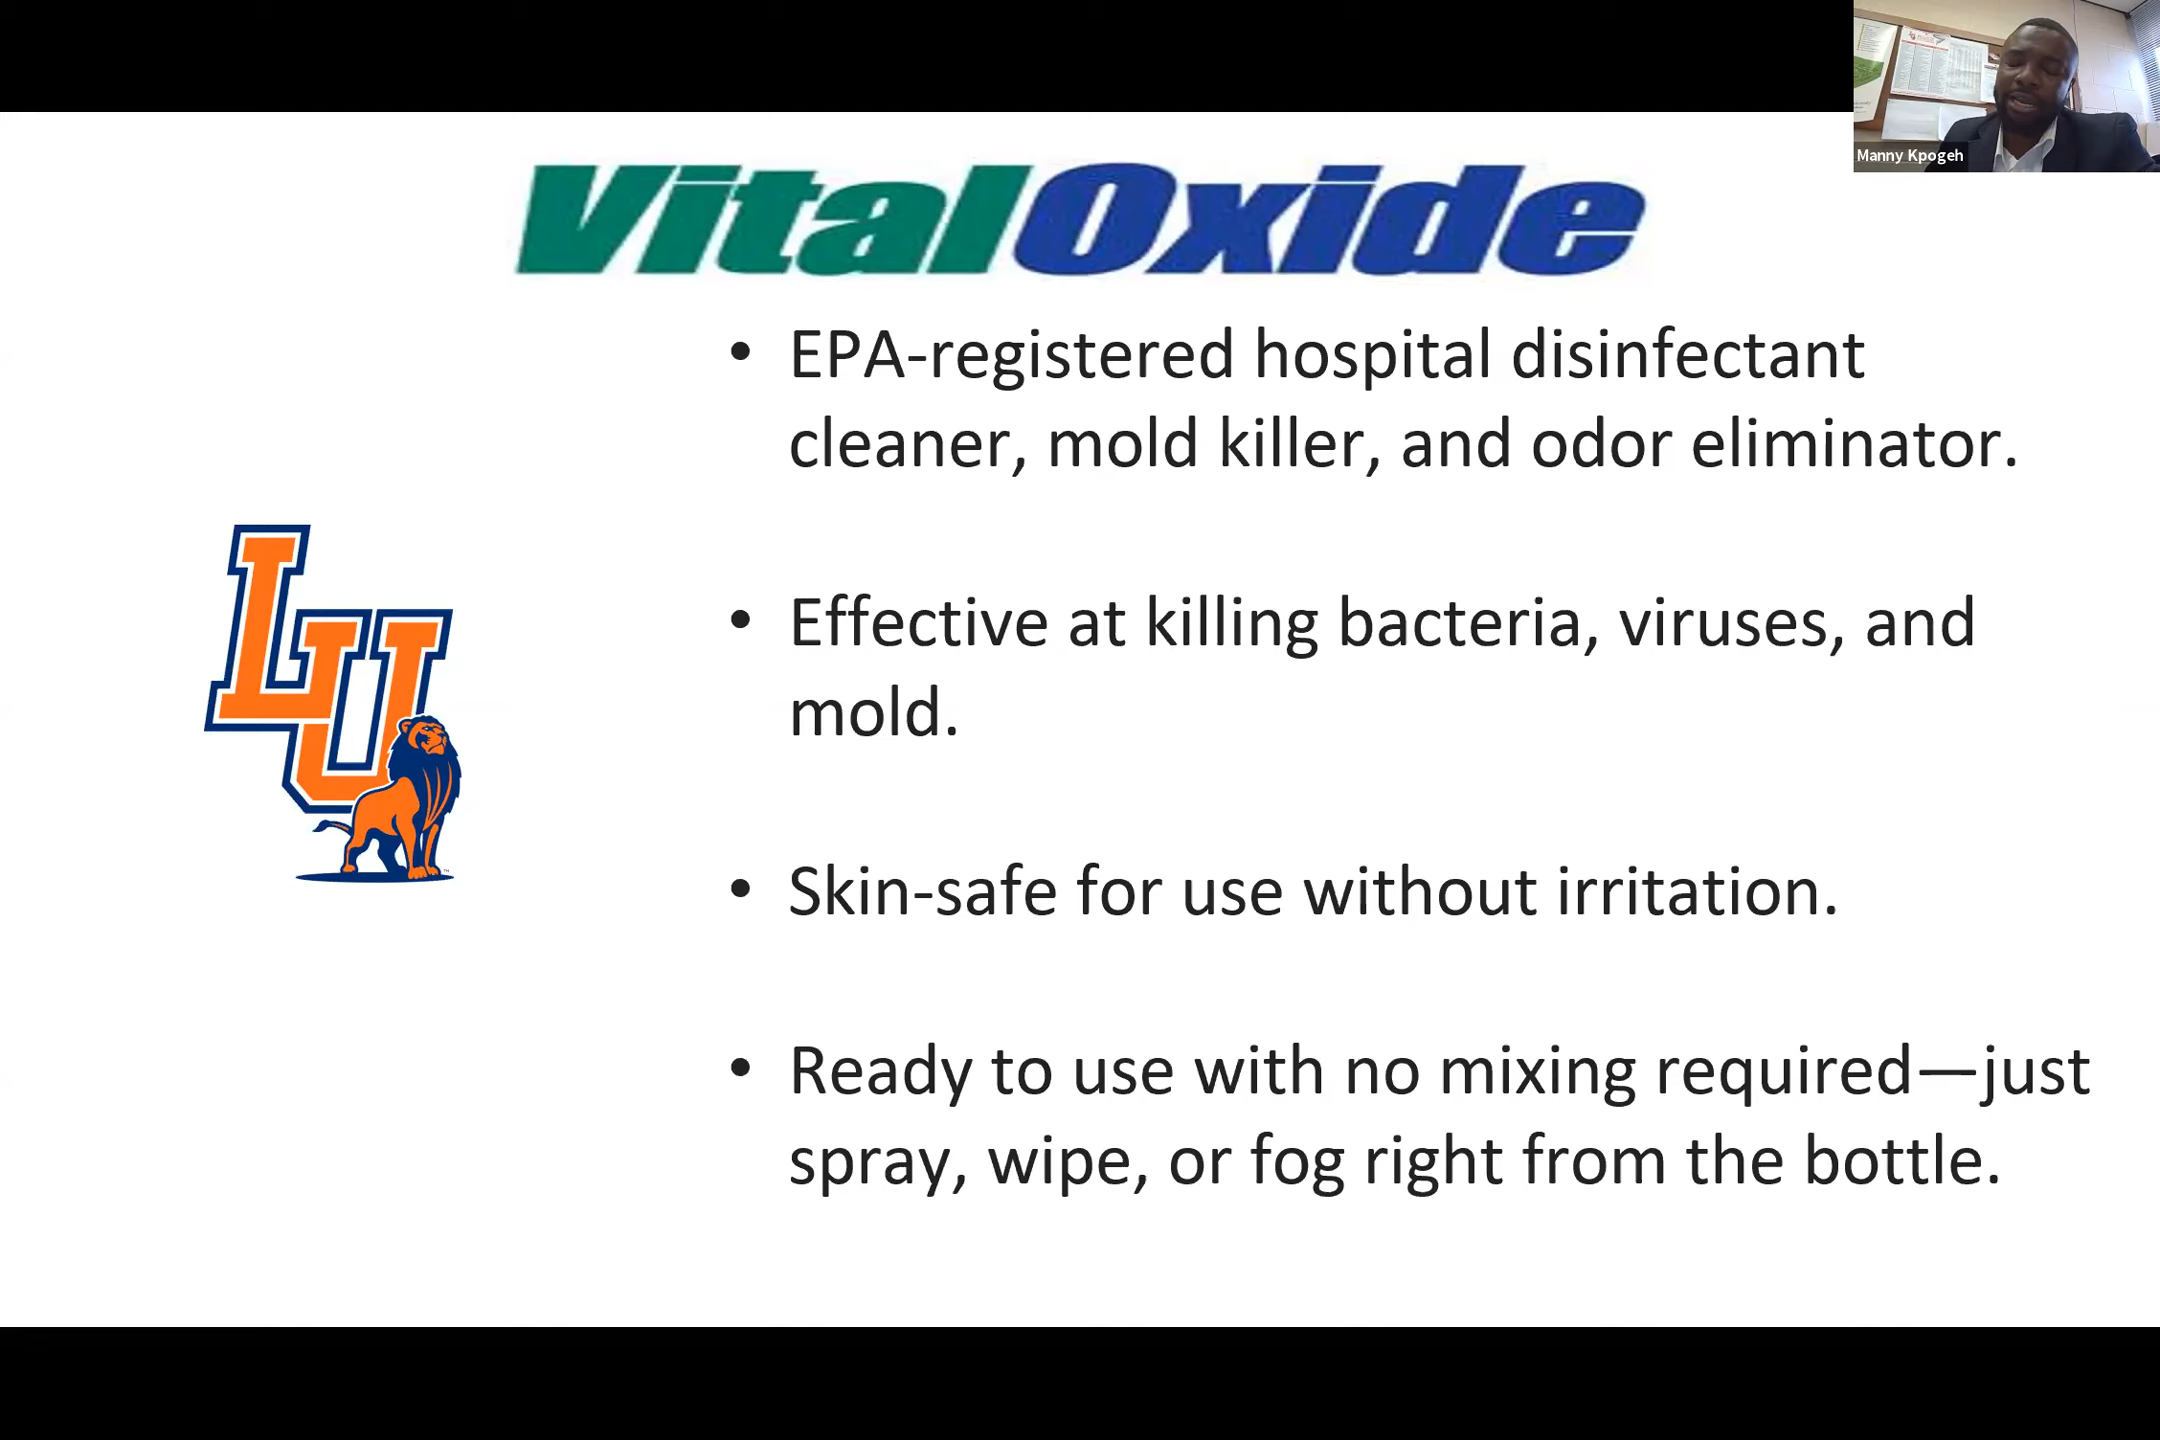 Manny Kpogeh
VitalOxide
• EPA-registered hospital disinfectant
cleaner, mold killer, and odor eliminator.
• Effective at killing bacteria, viruses, and
mold.
• Skin-safe for use without irritation.
• Ready to use with no mixing required—just
spray, wipe, or fog right from the bottle.
LU